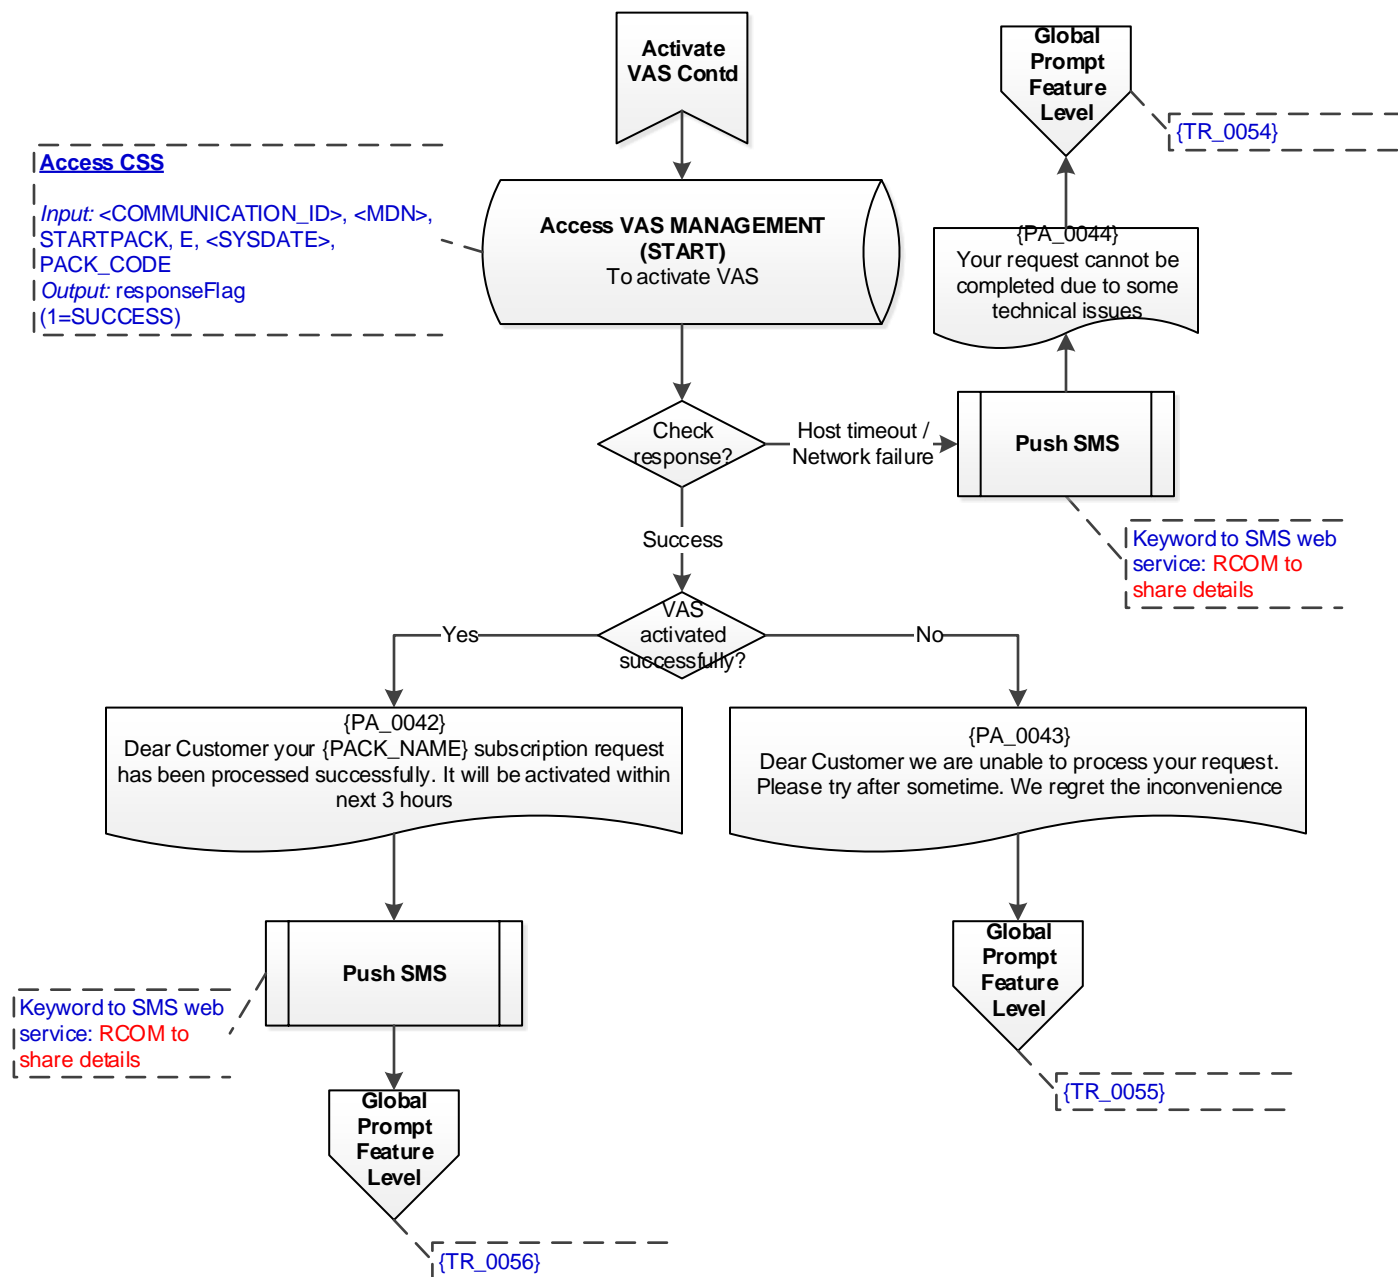 Activate
VAS Contd
Global
Prompt
Feature
Level
{TR_0054}
Access CSS
Input: <COMMUNICATION_ID>, <MDN>,
STARTPACK, E, <SYSDATE>,
PACK_CODE
Output: responseFlag
(1=SUCCESS)
Access VAS MANAGEMENT
(START)
To activate VAS
{PA_0044}
Your request cannot be
completed due to some
technical issues
Check
response?
Host timeout /
Network failure
Push SMS
Keyword to SMS web
service: RCOM to
share details
Success
VAS
activated
successfully?
Yes
No
{PA_0042}
Dear Customer your {PACK_NAME} subscription request
has been processed successfully. It will be activated within
next 3 hours
{PA_0043}
Dear Customer we are unable to process your request.
Please try after sometime. We regret the inconvenience
Push SMS
Keyword to SMS web
service: RCOM to
share details
Global
Prompt
Feature
Level
{TR_0055}
Global
Prompt
Feature
Level
{TR_0056}